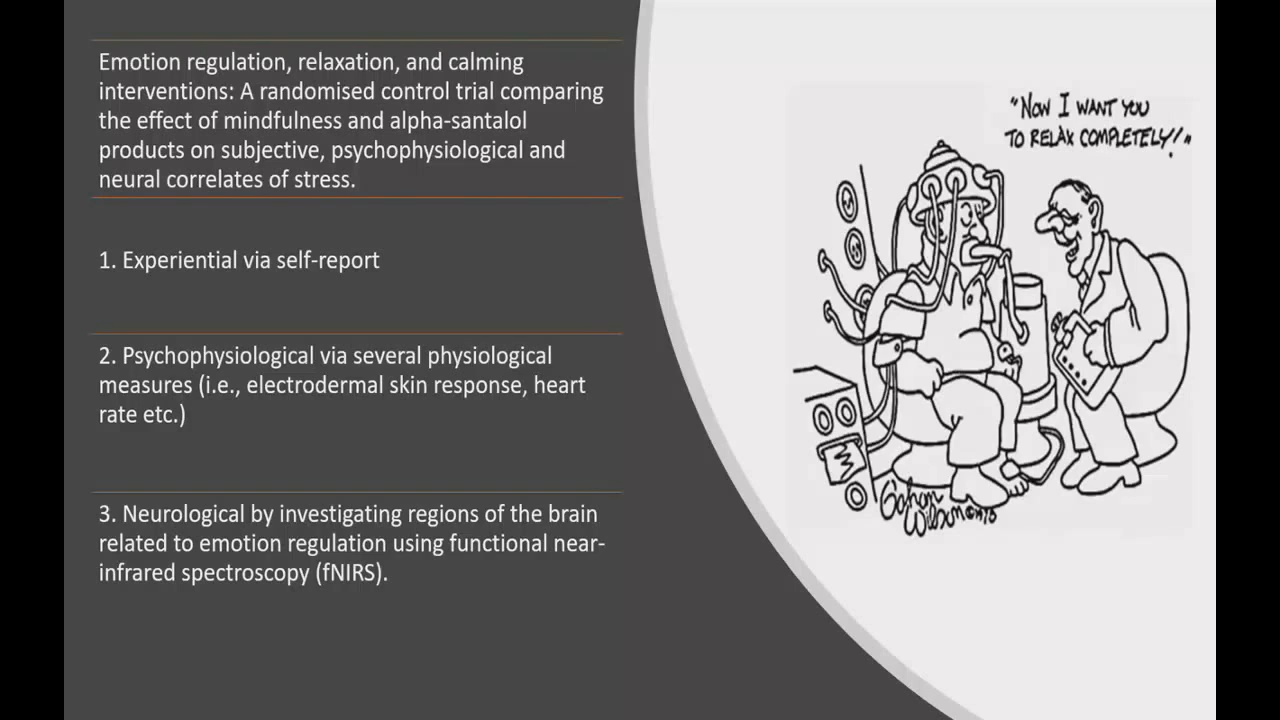 Emotion regulation, relaxation, and calming
interventions: A randomised control trial comparing
the effect of mindfulness and alpha-santalol
products on subjective, psychophysiological and
neural correlates of stress.
1. Experiential via self-report
2. Psychophysiological via several physiological
measures (i.e., electrodermal skin response, heart
rate etc.)
3. Neurological by investigating regions of the brain
related to emotion regulation using functional near-
infrared spectroscopy (fNIRS).
"NOW I WANT YOU
TO RELAX COMPLETELY!"
Gahan
Wilson